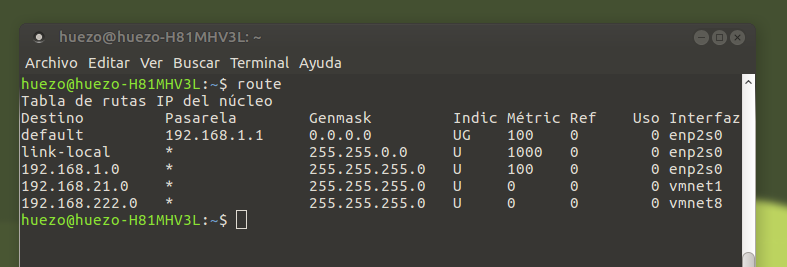 huezo@huezo-H81MHV3L: ~
Archivo Editar Ver Buscar Terminal Ayuda
huezo@huezo-H81MHV3L:~$ route
Tabla de rutas IP del núcleo
Destino Pasarela Genmask Indic Métric Ref Uso Interfaz
default 192.168.1.1 0.0.0.0 UG 100 0 0 enp2s0
link-local * 255.255.0.0 U 1000 0 0 enp2s0
192.168.1.0 * 255.255.255.0 U 100 0 0 enp2s0
192.168.21.0 * 255.255.255.0 U 0 0 0 vmnet1
192.168.222.0 * 255.255.255.0 U 0 0 0 vmnet8
huezo@huezo-H81MHV3L:~$